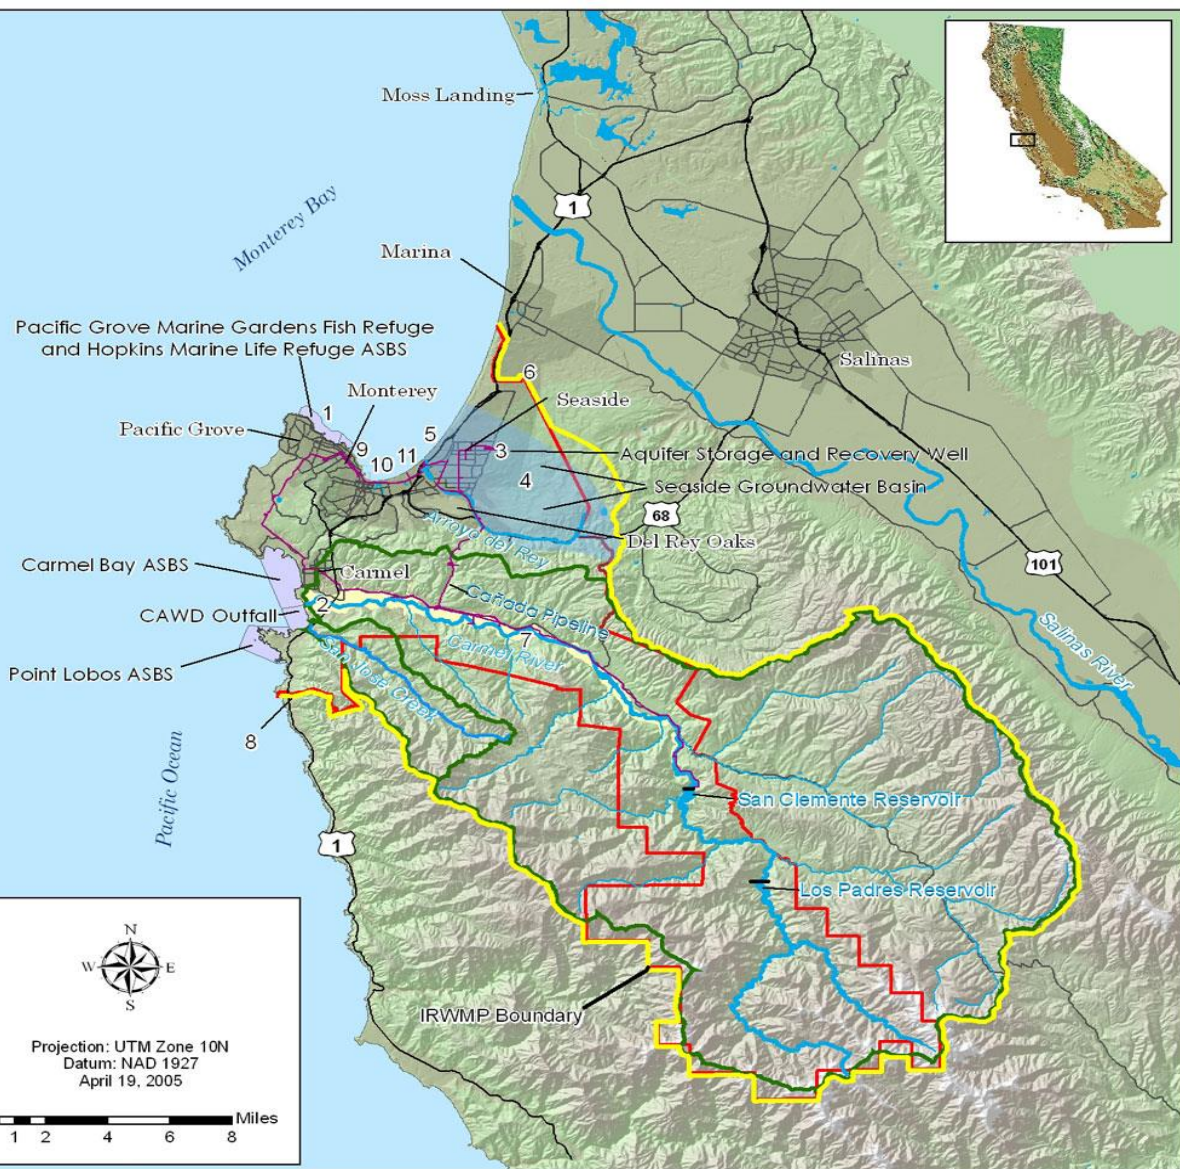 Moss Landing
1
Monterey Bay
Marina
Pacific Grove Marine Gardens Fish Refuge
and Hopkins Marine Life Refuge ASBS
Salinas
6
Monterey
Seaside
1
Pacific Grove
5
9
10
11
3
Aquifer Storage and Recovery Well
4
Seaside Groundwater Basin
68
Arroyo del Rey
Del Rey Oaks
101
Carmel Bay ASBS
Carmel
Cañada Pipeline
CAWD Outfall
2
7
Carmel River
Salinas River
San Jose Creek
Point Lobos ASBS
8
Pacific Ocean
San Clemente Reservoir
1
Los Padres Reservoir
IRWMP Boundary
N
W
E
S
Projection: UTM Zone 10N
Datum: NAD 1927
April 19, 2005
Miles
1 2 4 6 8